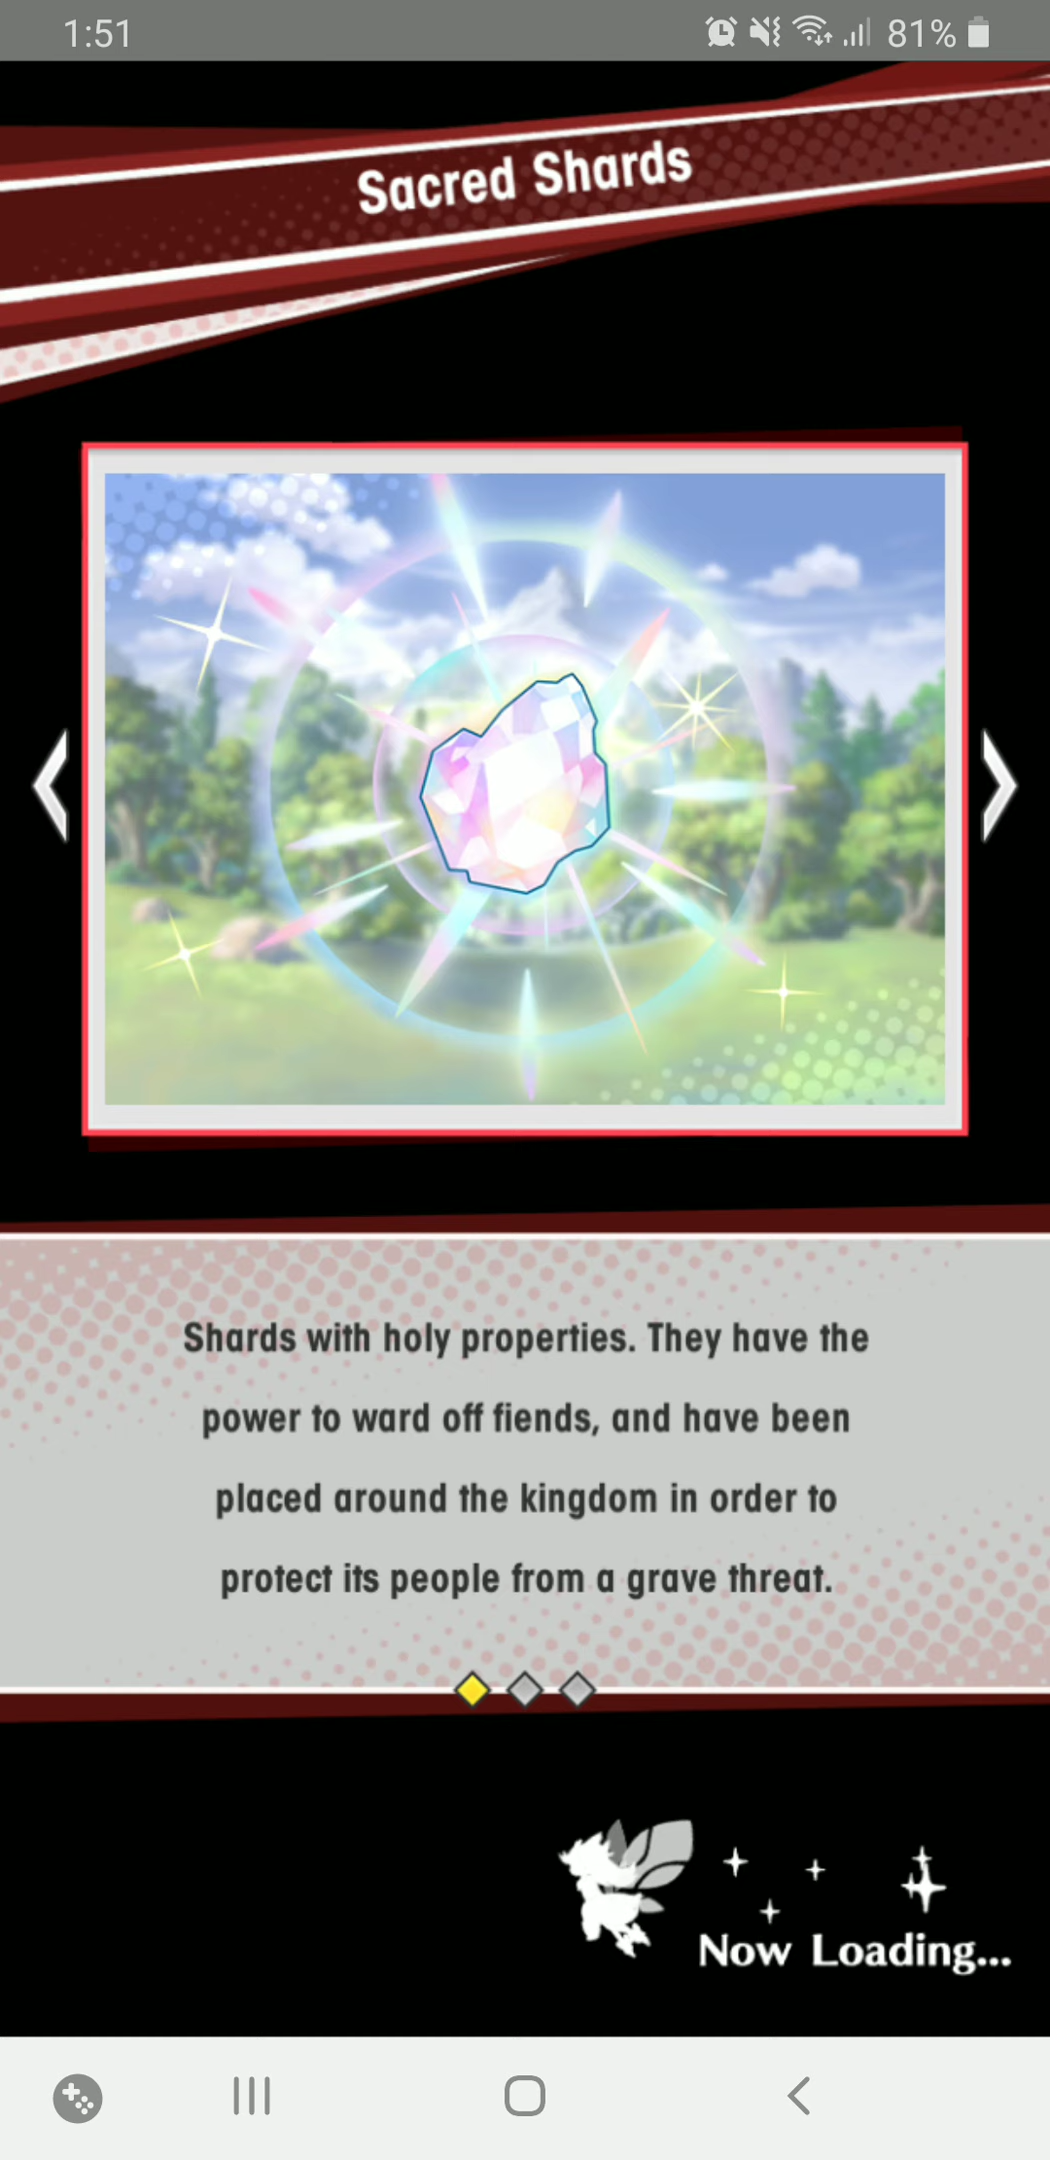 1:51 81%
Sacred Shards
Shards with holy properties. They have the
power to ward off fiends, and have been
placed around the kingdom in order to
protect its people from a grave threat.
Now Loading...